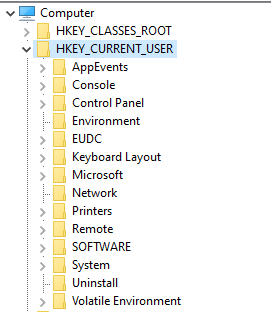 Computer
HKEY_CLASSES_ROOT
HKEY_CURRENT_USER
AppEvents
Console
Control Panel
Environment
EUDC
Keyboard Layout
Microsoft
Network
Printers
Remote
SOFTWARE
System
Uninstall
Volatile Environment